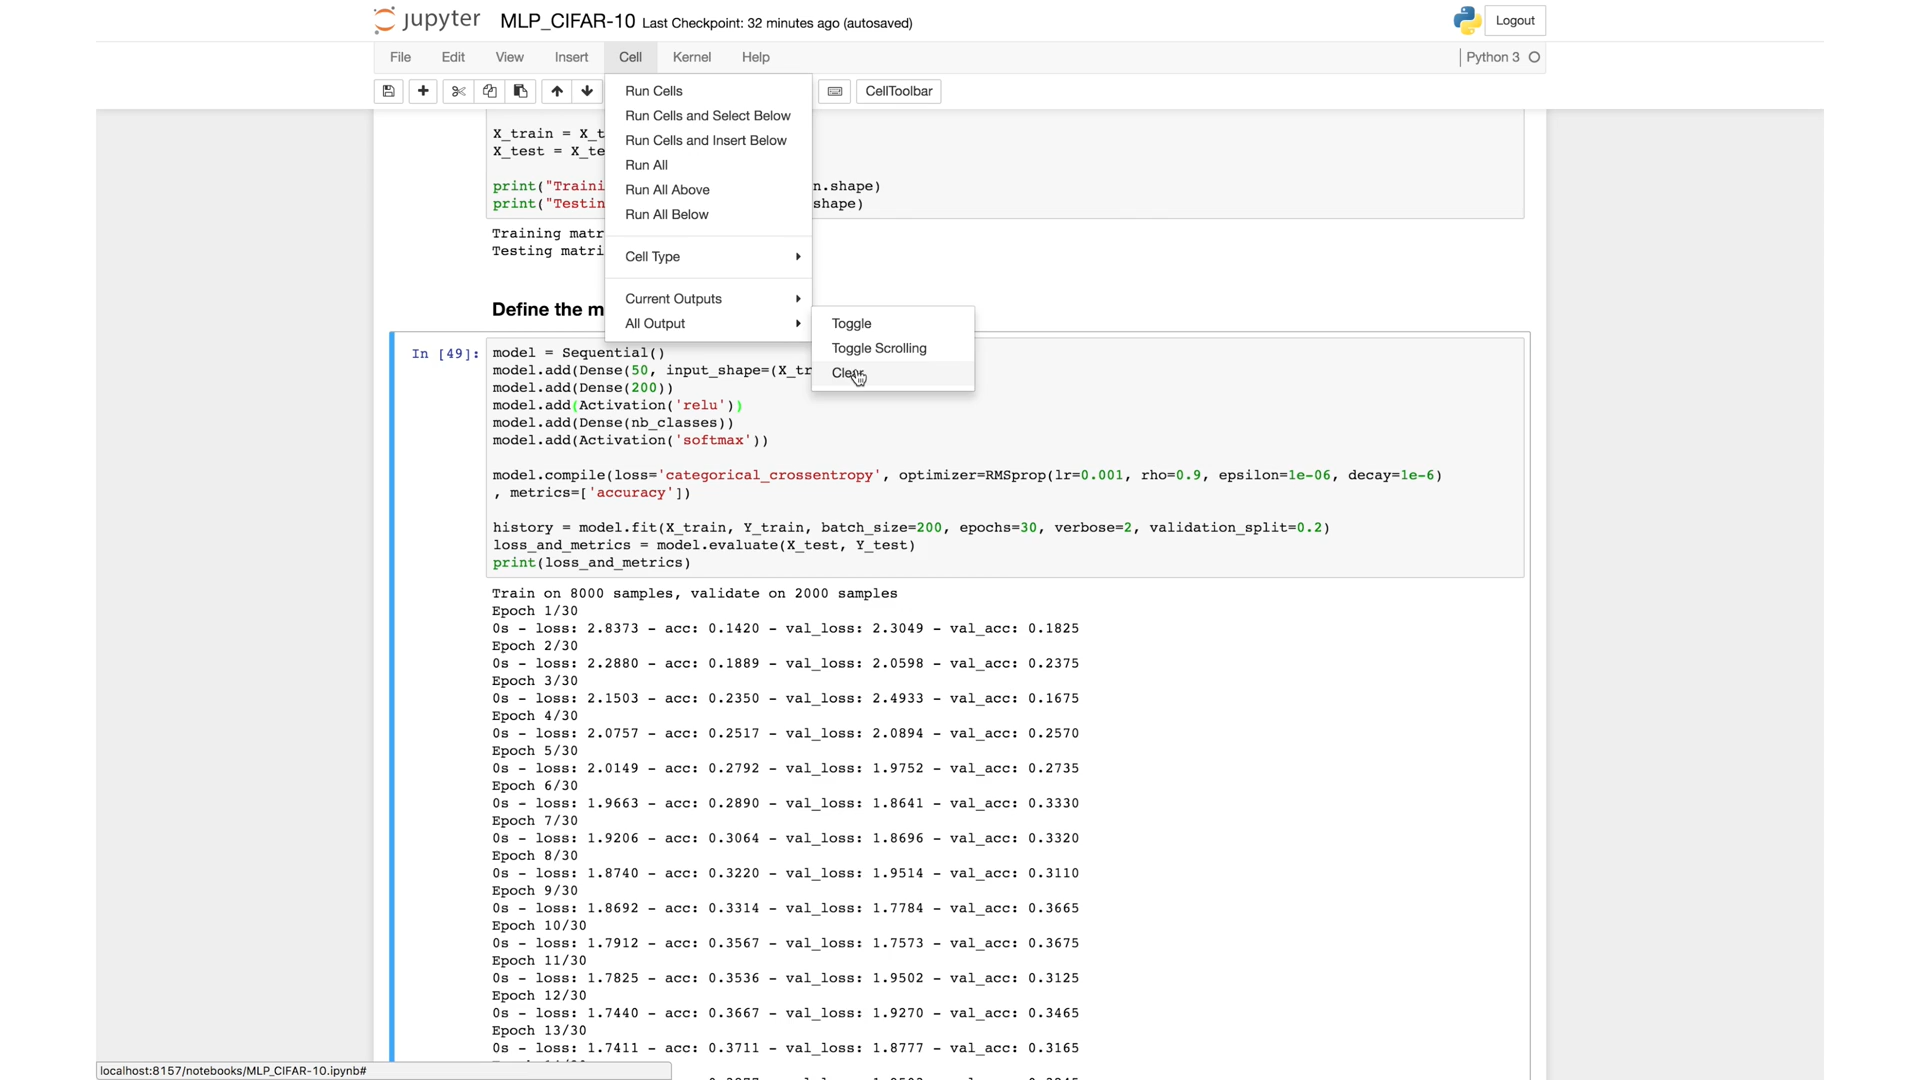 jupyter MLP_CIFAR-10 Last Checkpoint: 32 minutes ago (autosaved) Logout
File Edit View Insert Cell Kernel Help Python 3
CellToolbar
Run Cells
Run Cells and Select Below
Run Cells and Insert Below
Run All
Run All Above
Run All Below
Cell Type
Current Outputs
All Output
Toggle
Toggle Scrolling
Clear
X_train = X_t
X_test = X_te
print("Traini n.shape)
print("Testin shape)
Training matr
Testing matri
Define the m
In [49]: model = Sequential()
model.add(Dense(50, input_shape=(X_tr
model.add(Dense(200))
model.add(Activation('relu'))
model.add(Dense(nb_classes))
model.add(Activation('softmax'))
model.compile(loss='categorical_crossentropy', optimizer=RMSprop(lr=0.001, rho=0.9, epsilon=1e-06, decay=1e-6)
, metrics=['accuracy'])
history = model.fit(X_train, Y_train, batch_size=200, epochs=30, verbose=2, validation_split=0.2)
loss_and_metrics = model.evaluate(X_test, Y_test)
print(loss_and_metrics)
Train on 8000 samples, validate on 2000 samples
Epoch 1/30
0s - loss: 2.8373 - acc: 0.1420 - val_loss: 2.3049 - val_acc: 0.1825
Epoch 2/30
0s - loss: 2.2880 - acc: 0.1889 - val_loss: 2.0598 - val_acc: 0.2375
Epoch 3/30
0s - loss: 2.1503 - acc: 0.2350 - val_loss: 2.4933 - val_acc: 0.1675
Epoch 4/30
0s - loss: 2.0757 - acc: 0.2517 - val_loss: 2.0894 - val_acc: 0.2570
Epoch 5/30
0s - loss: 2.0149 - acc: 0.2792 - val_loss: 1.9752 - val_acc: 0.2735
Epoch 6/30
0s - loss: 1.9663 - acc: 0.2890 - val_loss: 1.8641 - val_acc: 0.3330
Epoch 7/30
0s - loss: 1.9206 - acc: 0.3064 - val_loss: 1.8696 - val_acc: 0.3320
Epoch 8/30
0s - loss: 1.8740 - acc: 0.3220 - val_loss: 1.9514 - val_acc: 0.3110
Epoch 9/30
0s - loss: 1.8692 - acc: 0.3314 - val_loss: 1.7784 - val_acc: 0.3665
Epoch 10/30
0s - loss: 1.7912 - acc: 0.3567 - val_loss: 1.7573 - val_acc: 0.3675
Epoch 11/30
0s - loss: 1.7825 - acc: 0.3536 - val_loss: 1.9502 - val_acc: 0.3125
Epoch 12/30
0s - loss: 1.7440 - acc: 0.3667 - val_loss: 1.9270 - val_acc: 0.3465
Epoch 13/30
0s - loss: 1.7411 - acc: 0.3711 - val_loss: 1.8777 - val_acc: 0.3165
localhost:8157/notebooks/MLP_CIFAR-10.ipynb#